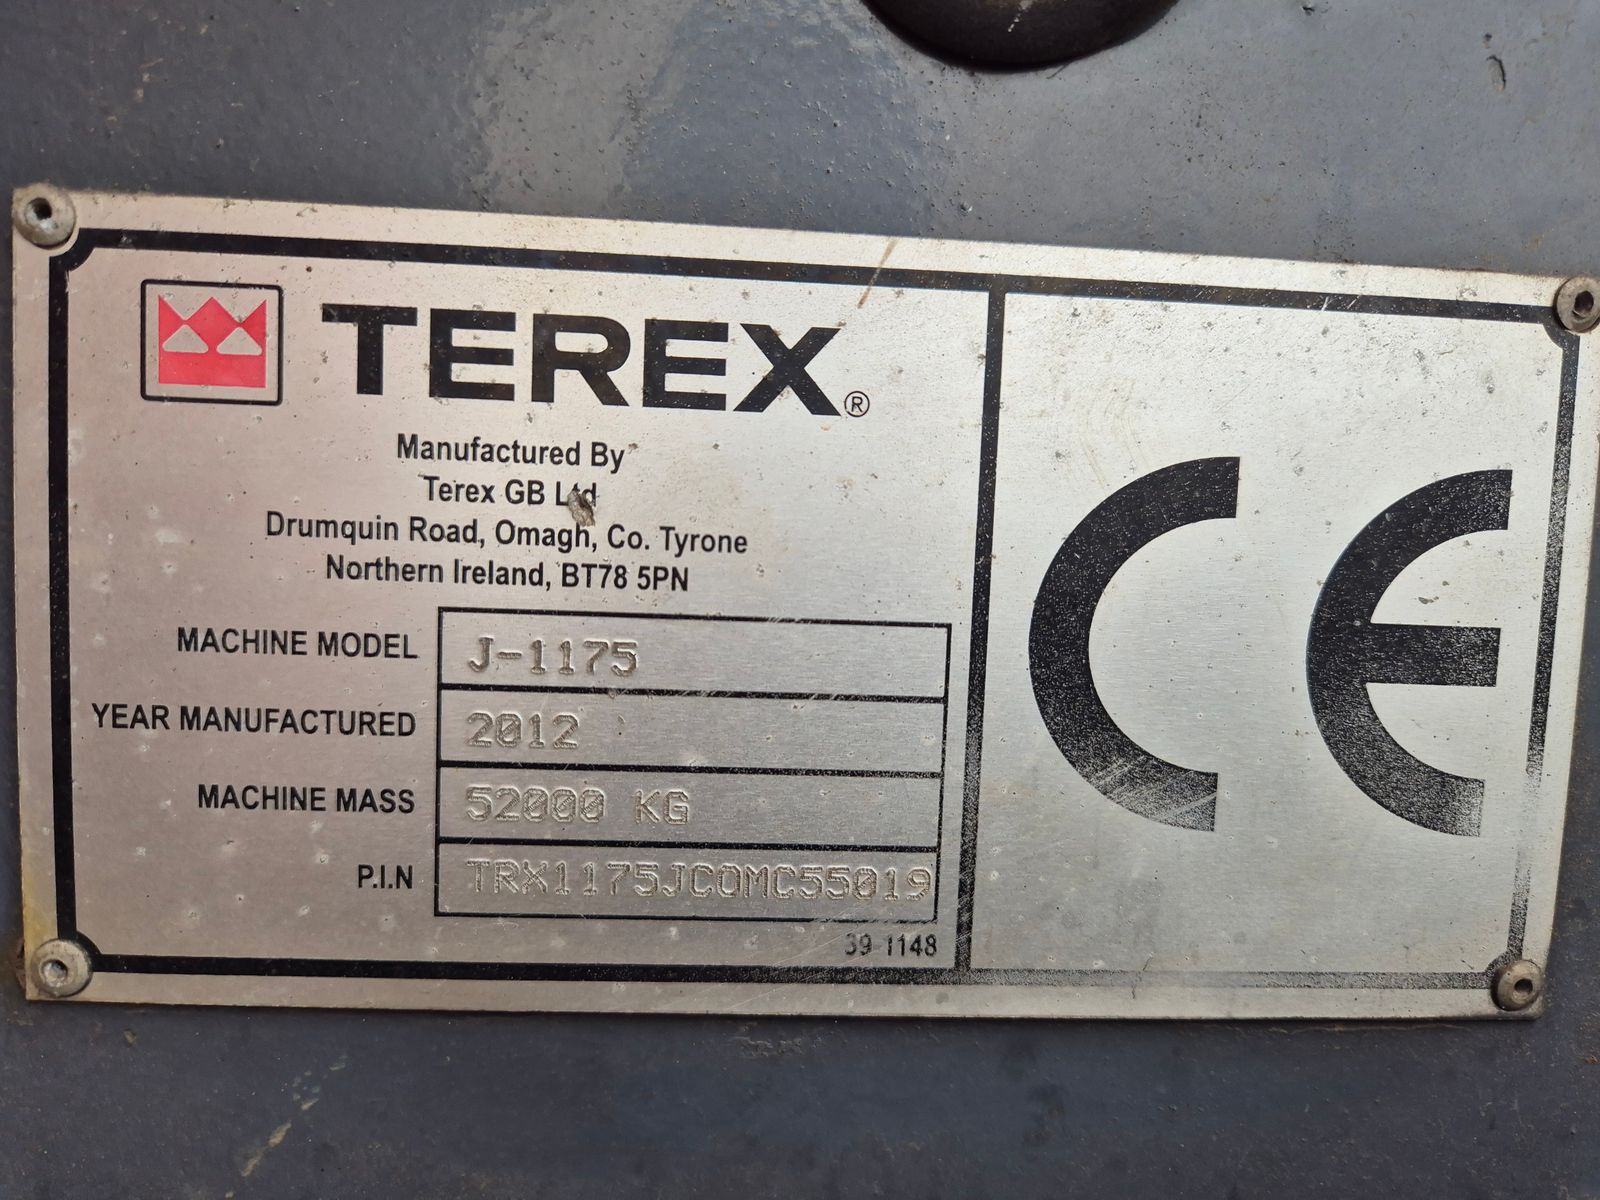 TEREX®
Manufactured By
Terex GB Ltd
Drumquin Road, Omagh, Co. Tyrone
Northern Ireland, BT78 5PN
MACHINE MODEL J-1175
YEAR MANUFACTURED 2012
MACHINE MASS 52000 KG
P.I.N TRX1175JCOMC55019
39 1148
CE